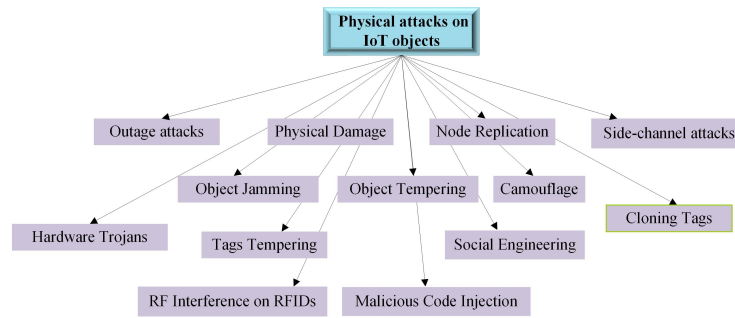 Physical attacks on
IoT objects
Outage attacks
Physical Damage
Node Replication
Side-channel attacks
Object Jamming
Object Tempering
Camouflage
Cloning Tags
Hardware Trojans
Tags Tempering
Social Engineering
RF Interference on RFIDs
Malicious Code Injection